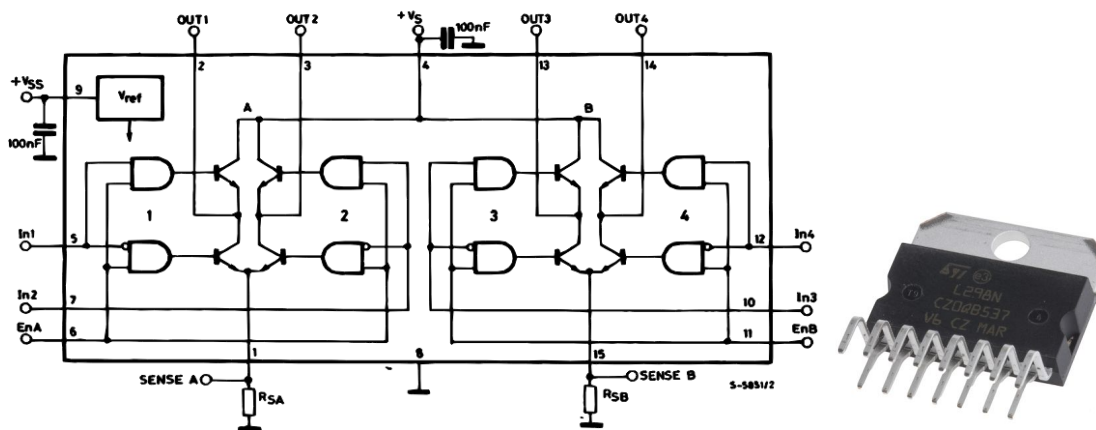 OUT1 OUT2 +VS 100nF OUT3 OUT4
2 3 4 13 14
+VSS 9 Vref A B
100nF
1 2 3 4
In1 5 12 In4
In2 7 10 In3
EnA 6 11 EnB
1 8 15
SENSE A SENSE B S-5851/2
RSA RSB
ST e3
L298N
CZ0QB537
V6 CZ MAR